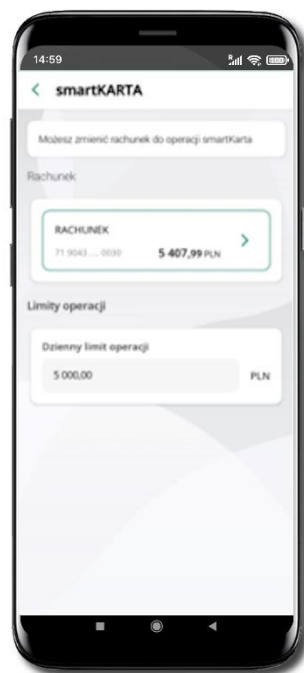 14:59
smartKARTA
Możesz zmienić rachunek do operacji smartKarta
Rachunek
RACHUNEK
71 9043 .... 0030 5 407,99 PLN
Limity operacji
Dzienny limit operacji
5 000,00 PLN